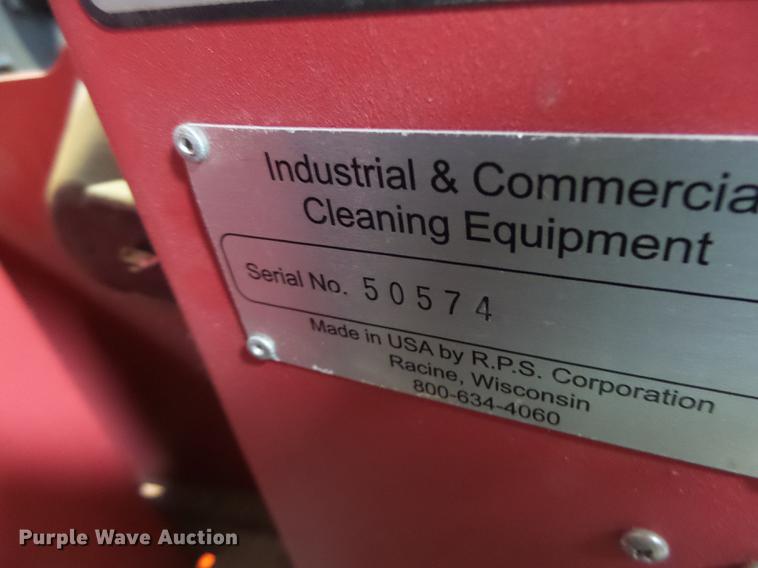 Industrial & Commercia
Cleaning Equipment
Serial No. 50574
Made in USA by R.P.S. Corporation
Racine, Wisconsin
800-634-4060
Purple Wave Auction